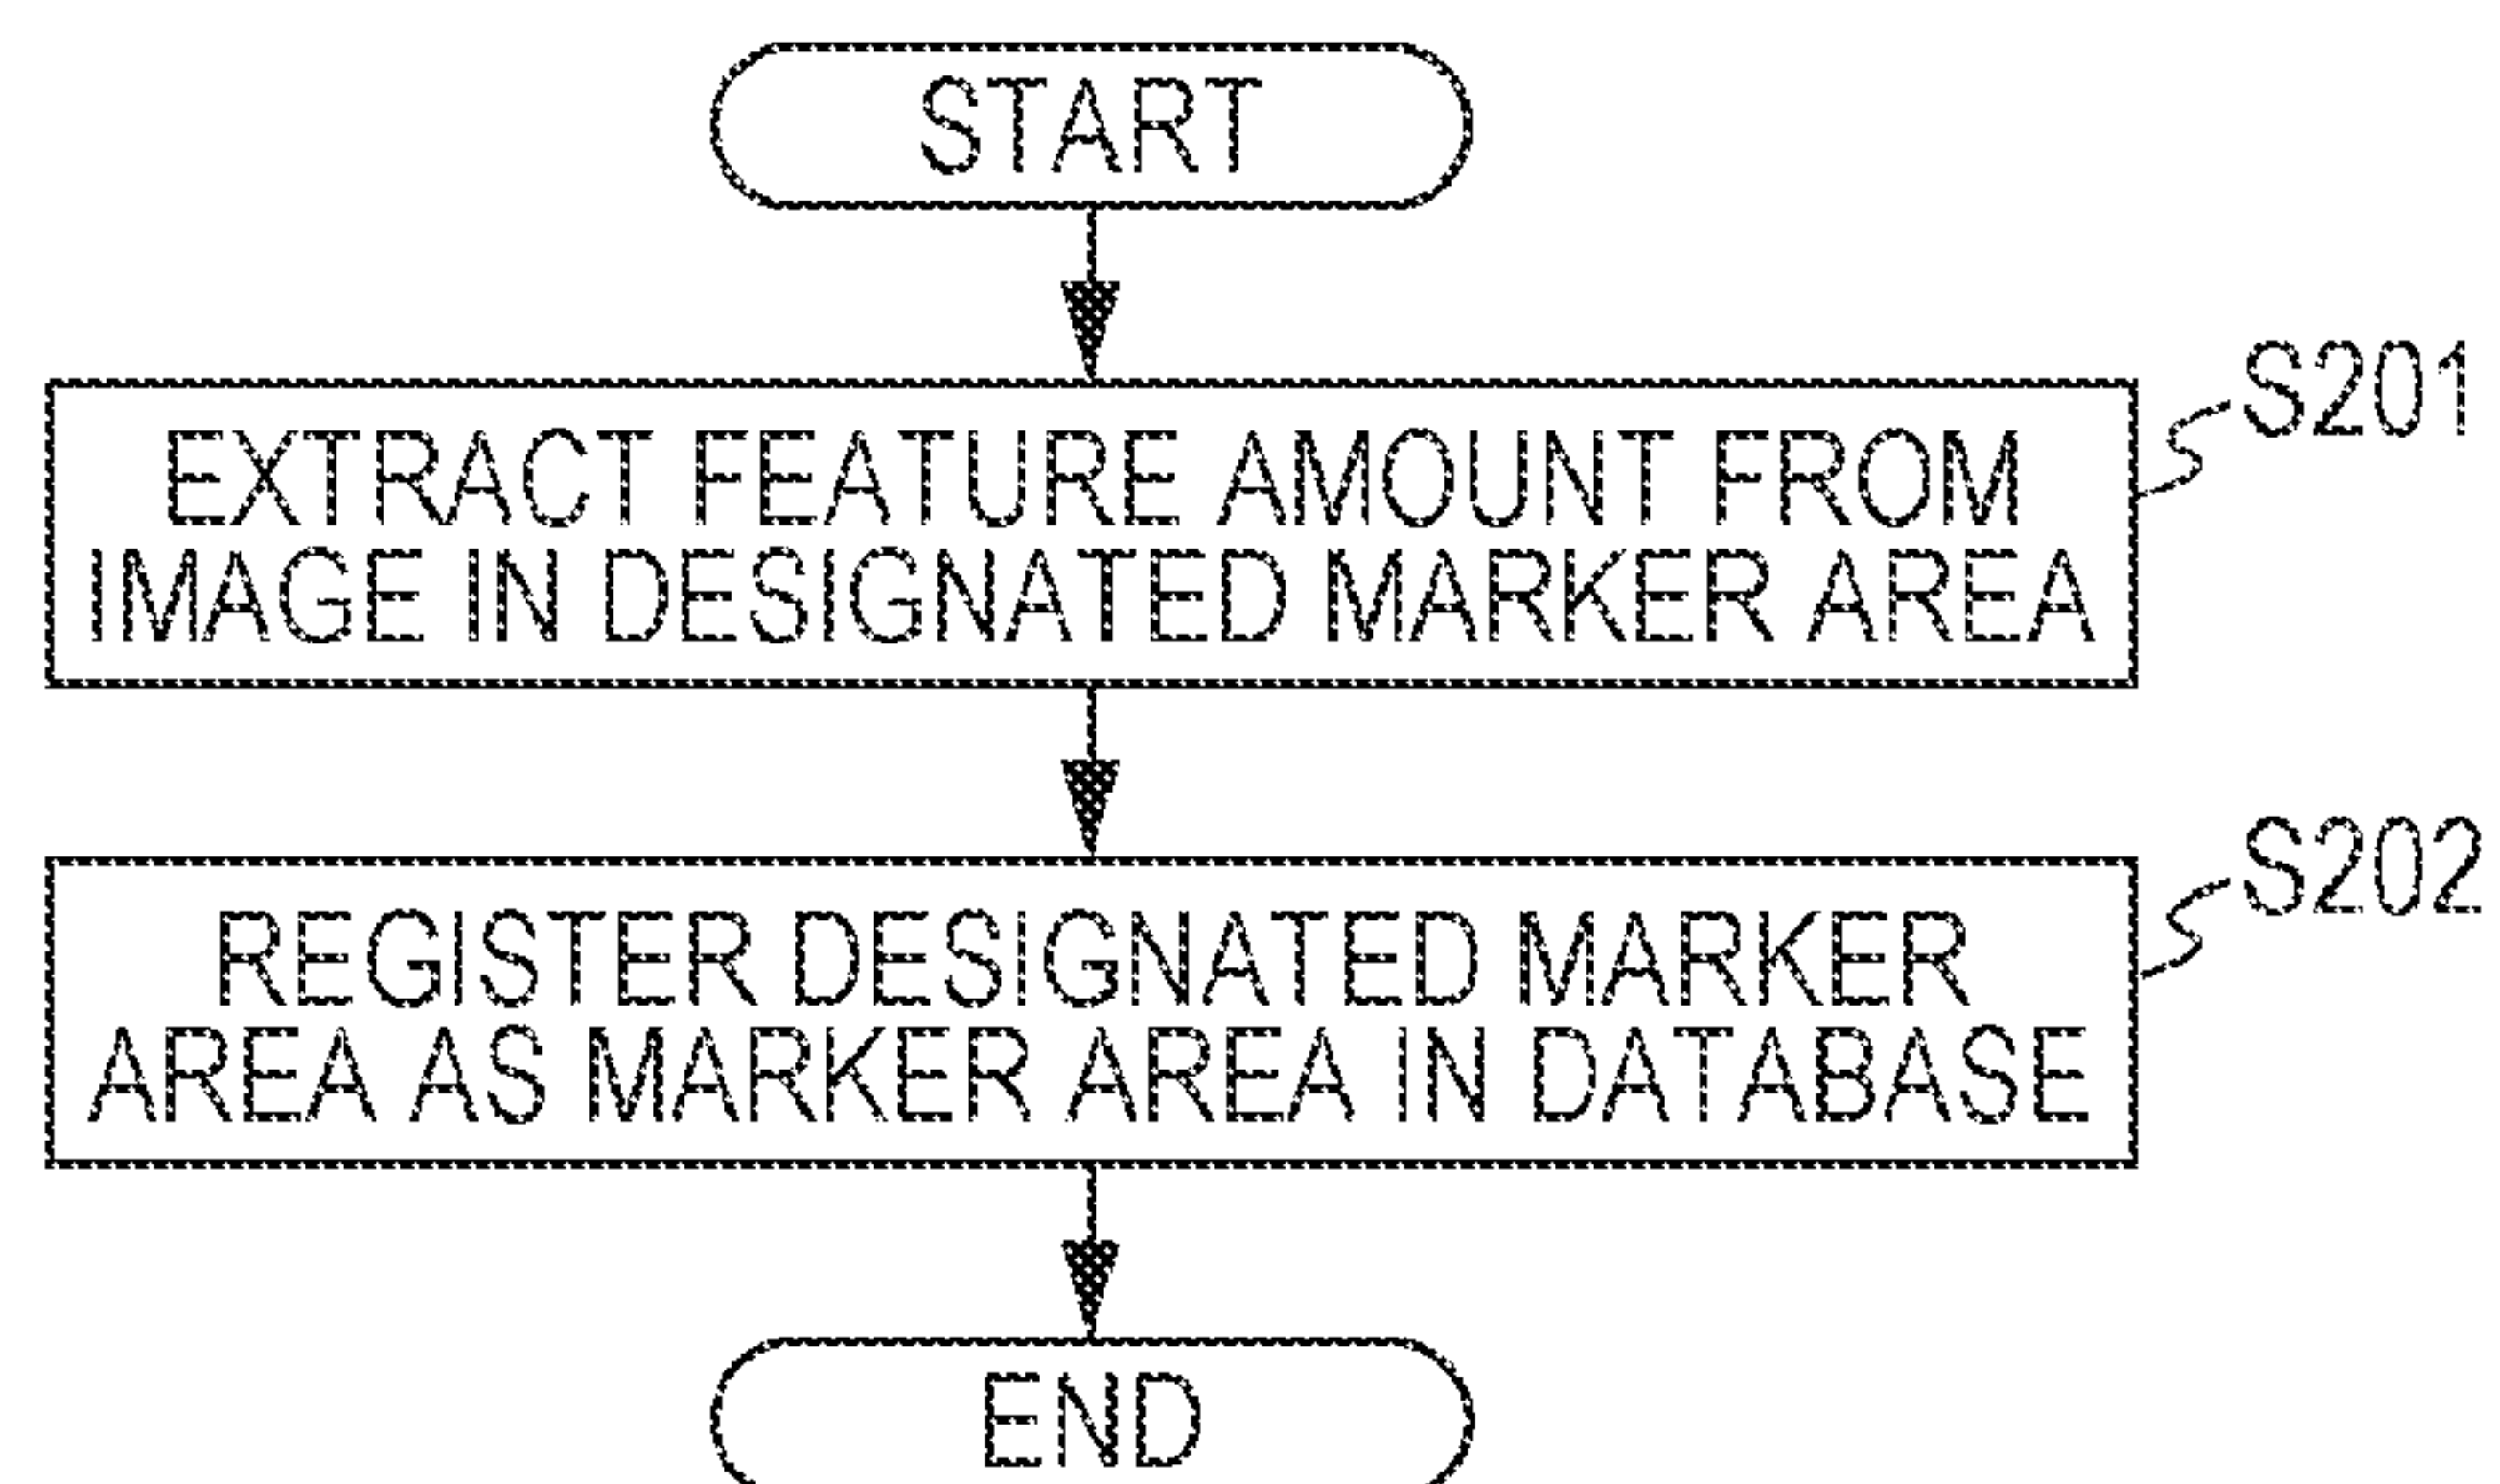 START
S201
EXTRACT FEATURE AMOUNT FROM
IMAGE IN DESIGNATED MARKER AREA
S202
REGISTER DESIGNATED MARKER
AREA AS MARKER AREA IN DATABASE
END